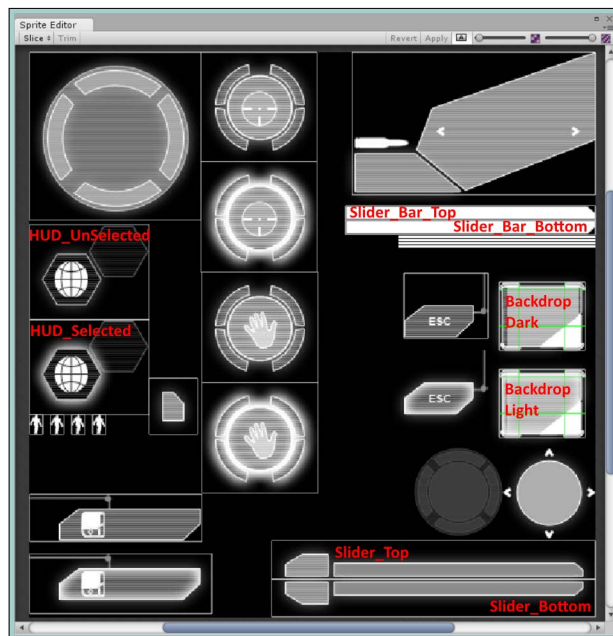 Sprite Editor
Slice Trim Revert Apply
Slider_Bar_Top
Slider_Bar_Bottom
HUD_UnSelected
Backdrop
Dark
ESC
HUD_Selected
Backdrop
Light
ESC
Slider_Top
Slider_Bottom